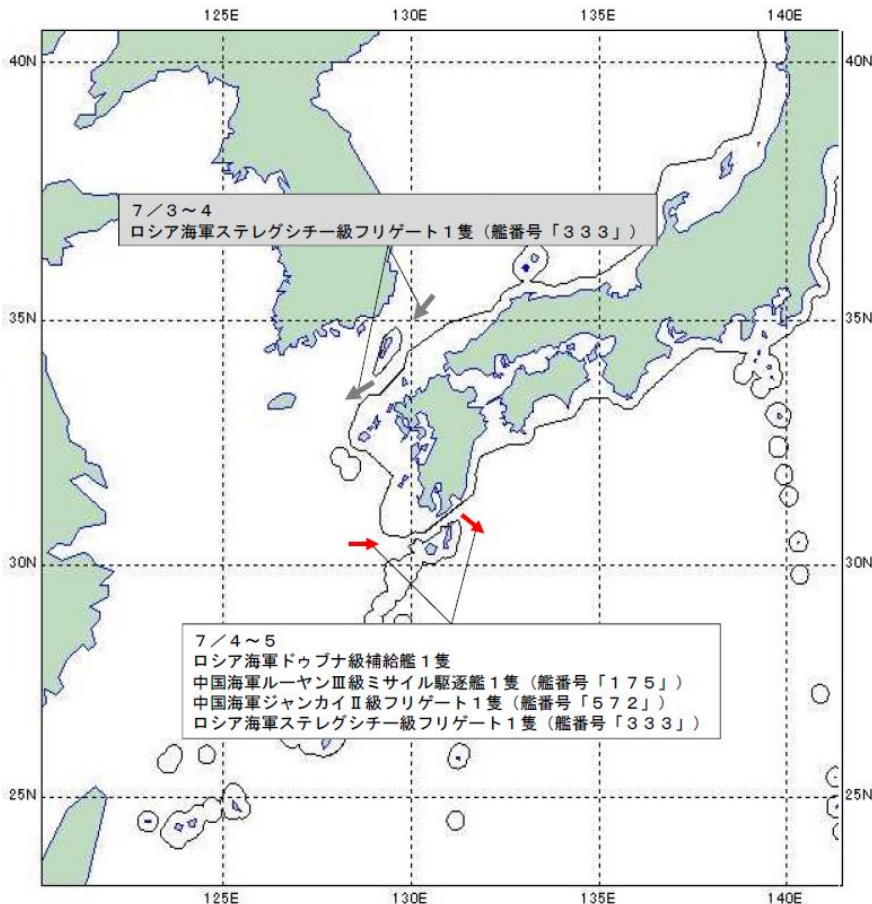 125E 130E 135E 140E
40N 40N
7/3~4
ロシア海軍ステレグシチー級フリゲート1隻(艦番号「333」)
35N 35N
30N 30N
7/4~5
ロシア海軍ドゥブナ級補給艦1隻
中国海軍ルーヤンⅢ級ミサイル駆逐艦1隻(艦番号「175」)
中国海軍ジャンカイⅡ級フリゲート1隻(艦番号「572」)
ロシア海軍ステレグシチー級フリゲート1隻(艦番号「333」)
25N 25N
125E 130E 135E 140E